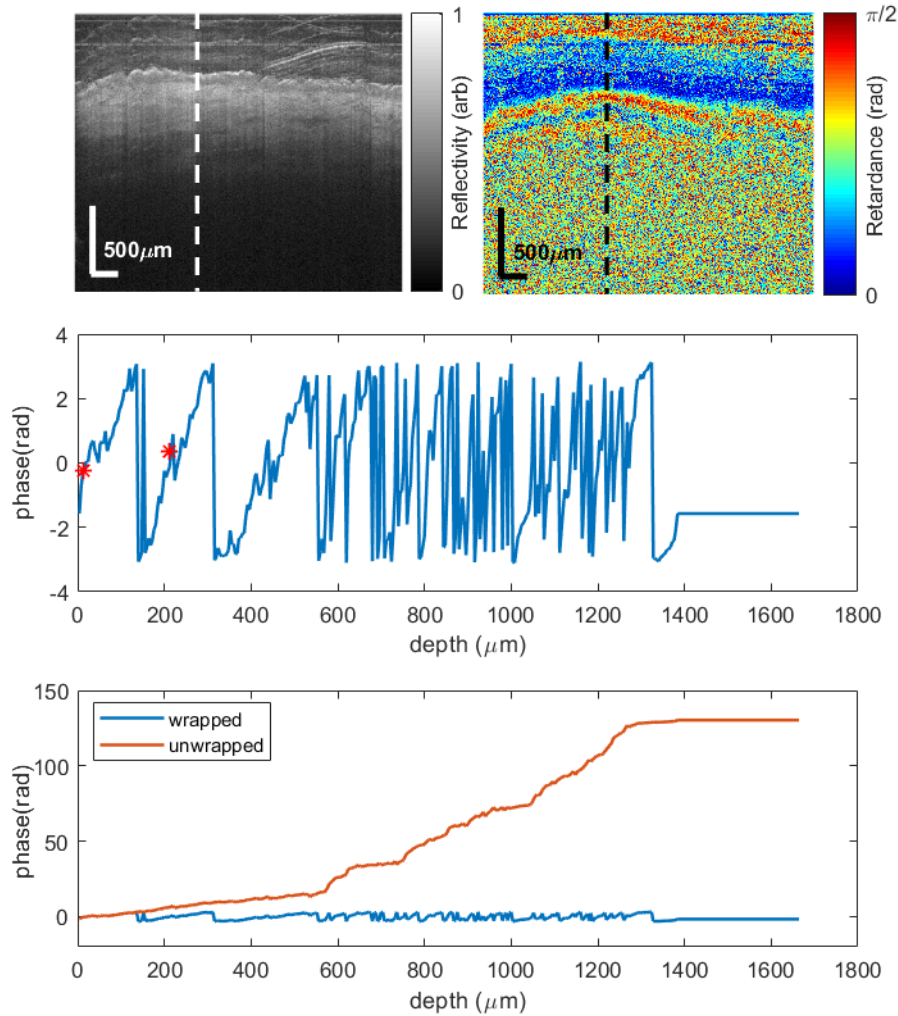 1
Reflectivity (arb)
0
500μm
π/2
Retardance (rad)
0
500μm
4
2
0
-2
-4
phase(rad)
0 200 400 600 800 1000 1200 1400 1600 1800
depth (μm)
150
100
50
0
phase(rad)
wrapped
unwrapped
0 200 400 600 800 1000 1200 1400 1600 1800
depth (μm)